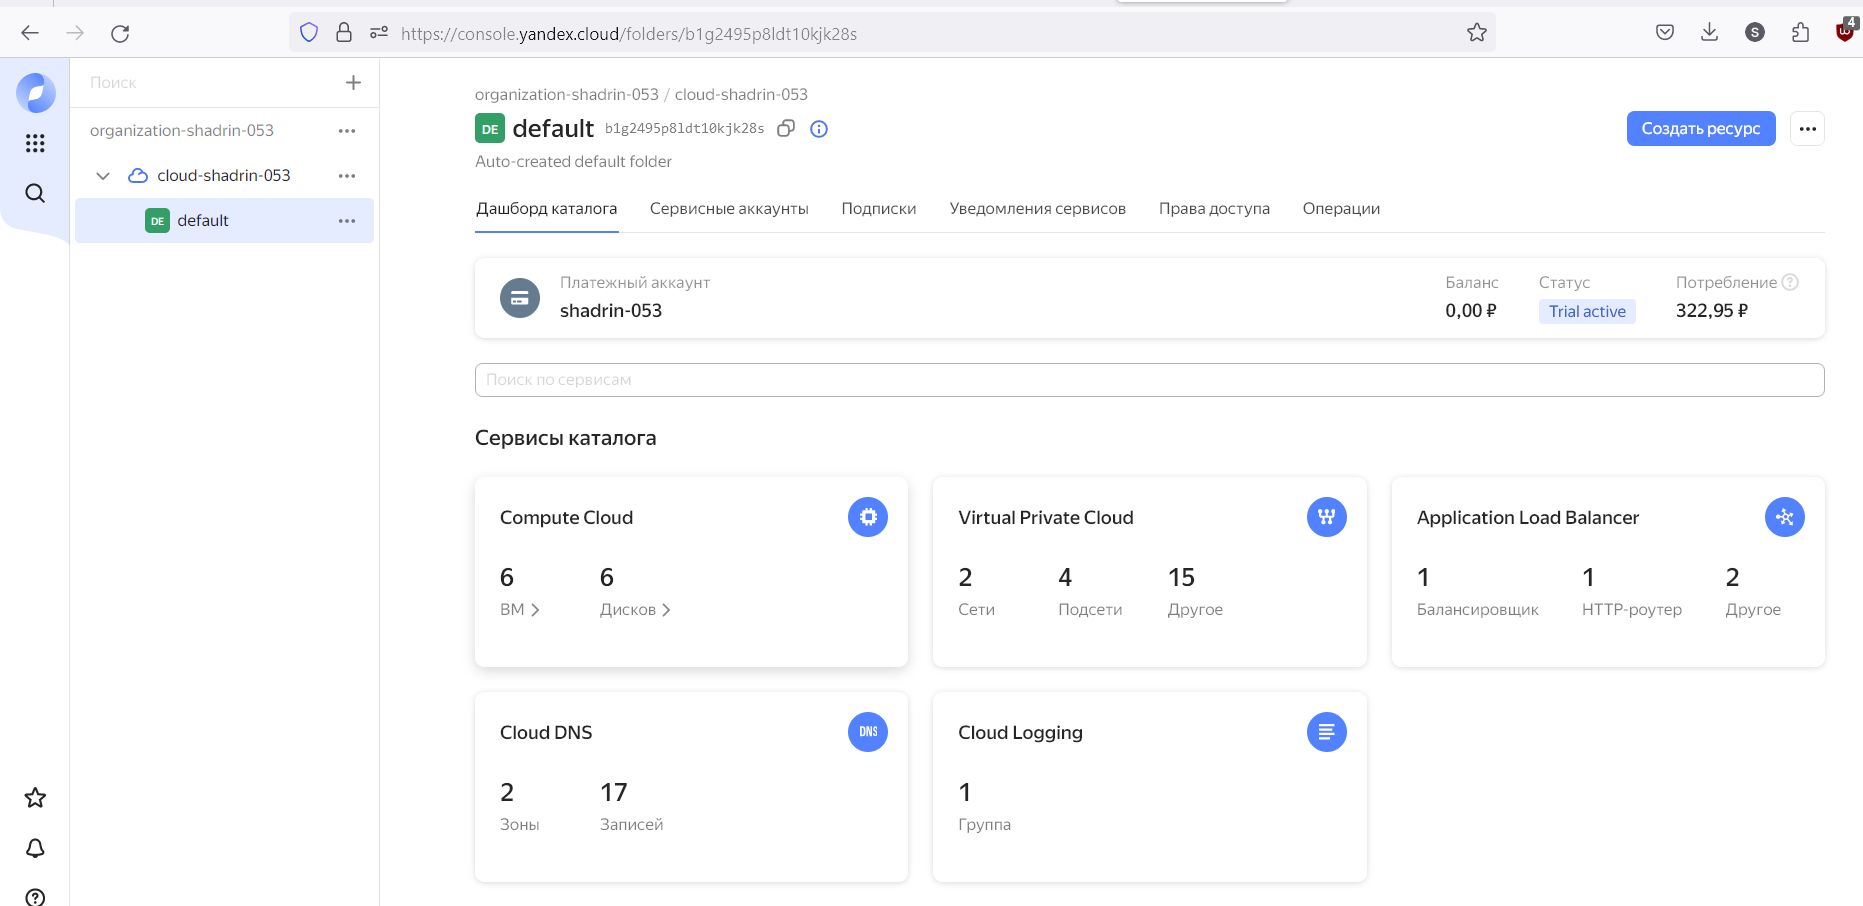 https://console.yandex.cloud/folders/b1g2495p8ldt10kjk28s
S
4
Поиск
organization-shadrin-053
cloud-shadrin-053
DE default
organization-shadrin-053 / cloud-shadrin-053
DE default b1g2495p8ldt10kjk28s
Auto-created default folder
Создать ресурс
Дашборд каталога Сервисные аккаунты Подписки Уведомления сервисов Права доступа Операции
Платежный аккаунт
shadrin-053
Баланс
0,00 ₽
Статус
Trial active
Потребление
322,95 ₽
Поиск по сервисам
Сервисы каталога
Compute Cloud
6 6
ВМ Дисков
Virtual Private Cloud
2 4 15
Сети Подсети Другое
Application Load Balancer
1 1 2
Балансировщик HTTP-роутер Другое
Cloud DNS
DNS
2 17
Зоны Записей
Cloud Logging
1
Группа